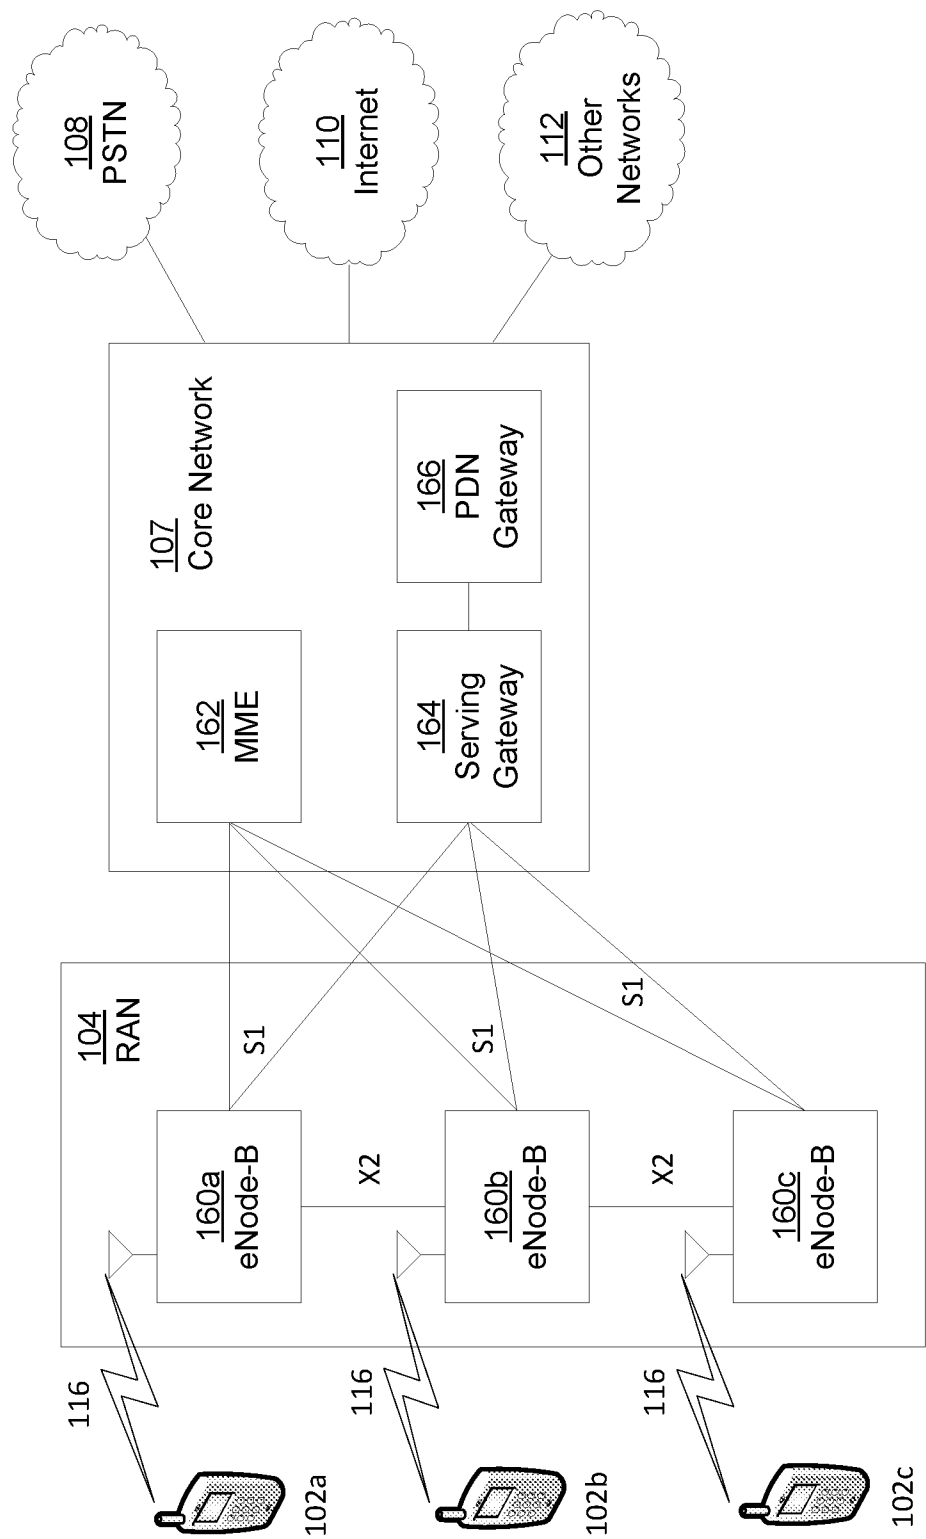 102a
116
104
RAN
160a
eNode-B
S1
X2
102b
116
160b
eNode-B
S1
X2
102c
116
160c
eNode-B
S1
107
Core Network
162
MME
164
Serving
Gateway
166
PDN
Gateway
108
PSTN
110
Internet
112
Other
Networks